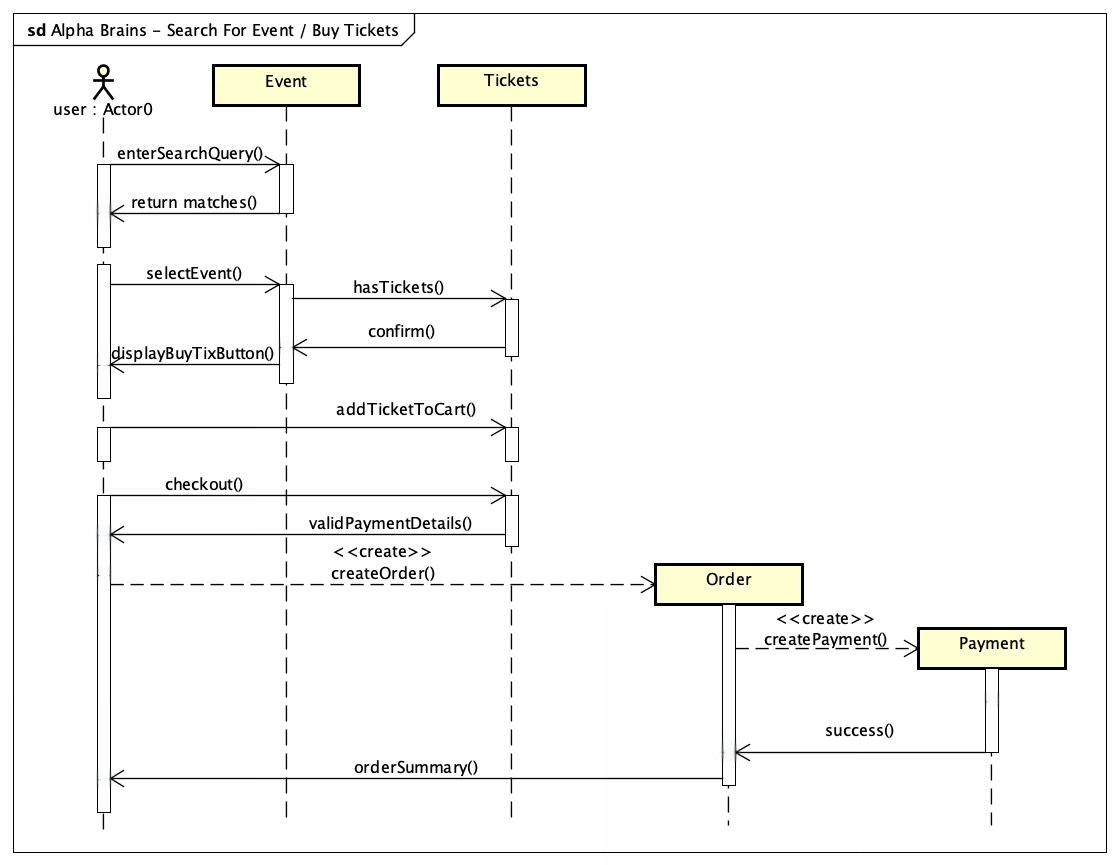 sd Alpha Brains - Search For Event / Buy Tickets
user : Actor0
Event
Tickets
enterSearchQuery()
return matches()
selectEvent()
hasTickets()
confirm()
displayBuyTixButton()
addTicketToCart()
checkout()
validPaymentDetails()
<<create>>
createOrder()
Order
<<create>>
createPayment()
Payment
success()
orderSummary()